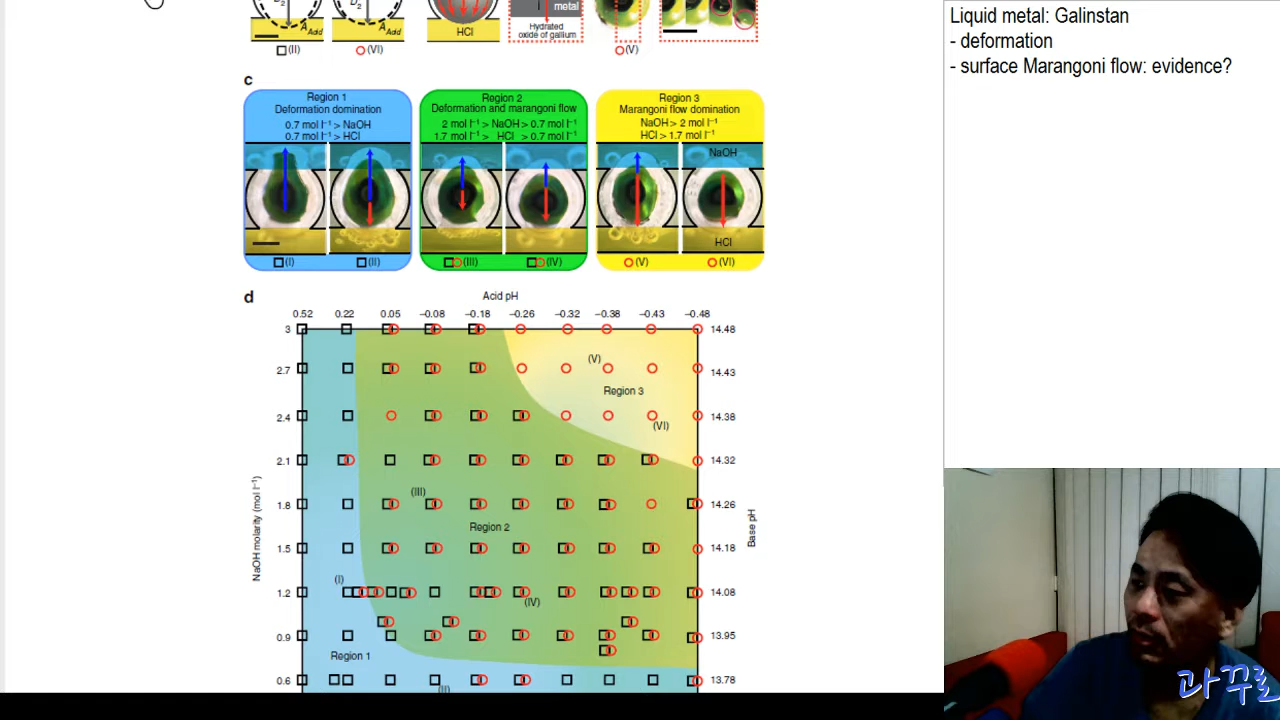 Liquid metal: Galinstan
- deformation
- surface Marangoni flow: evidence?
D₂
A_Acid
A_Acid
HCl
metal
Hydrated
oxide of gallium
(II)
(VI)
(V)
c
Region 1
Deformation domination
0.7 mol l⁻¹ > NaOH
0.7 mol l⁻¹ > HCl
(I)
(II)
Region 2
Deformation and marangoni flow
2 mol l⁻¹ > NaOH > 0.7 mol l⁻¹
1.7 mol l⁻¹ > HCl > 0.7 mol l⁻¹
(III)
(IV)
Region 3
Marangoni flow domination
NaOH > 2 mol l⁻¹
HCl > 1.7 mol l⁻¹
NaOH
HCl
(V)
(VI)
d
Acid pH
0.52 0.22 0.05 −0.08 −0.18 −0.26 −0.32 −0.38 −0.43 −0.48
3 14.48
(V)
2.7 14.43
Region 3
2.4 14.38
(VI)
2.1 14.32
(III)
1.8 14.26
Region 2
1.5 14.18
(I)
1.2 14.08
(IV)
0.9 13.95
Region 1
0.6 13.78
(II)
NaOH molarity (mol l⁻¹)
Base pH
과꾸로